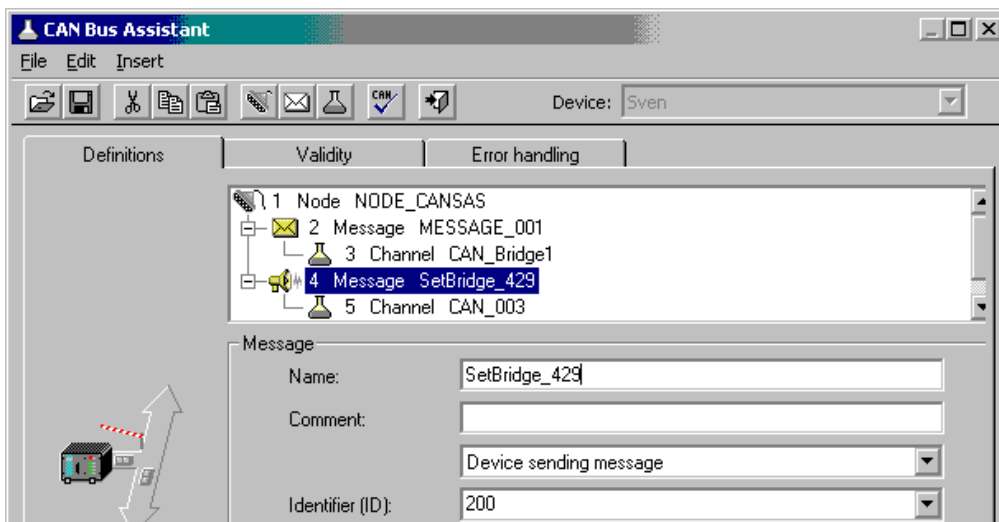 CAN Bus Assistant
File Edit Insert
CAN Device: Sven
Definitions Validity Error handling
1 Node NODE_CANSAS
2 Message MESSAGE_001
3 Channel CAN_Bridge1
4 Message SetBridge_429
5 Channel CAN_003
Message
Name: SetBridge_429
Comment:
Device sending message
Identifier (ID): 200